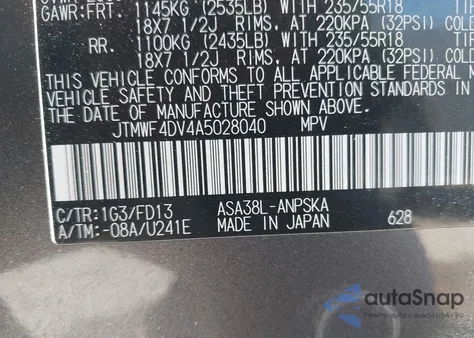 GAWR:FRT. 1145KG (2535LB) WITH 235/55R18
18X7 1/2J RIMS, AT 220KPA (32PSI) COLD
RR. 1100KG (2435LB) WITH 235/55R18
18X7 1/2J RIMS, AT 220KPA (32PSI) COL
THIS VEHICLE CONFORMS TO ALL APPLICABLE FEDERAL
VEHICLE SAFETY AND THEFT PREVENTION STANDAR
THE DATE OF MANUFACTURE SHOWN ABOVE.
JTMWF4DV4A5028040 MPV
C/TR:1G3/FD13 ASA38L-ANPSKA
A/TM:-08A/U241E MADE IN JAPAN 628
autoSnap